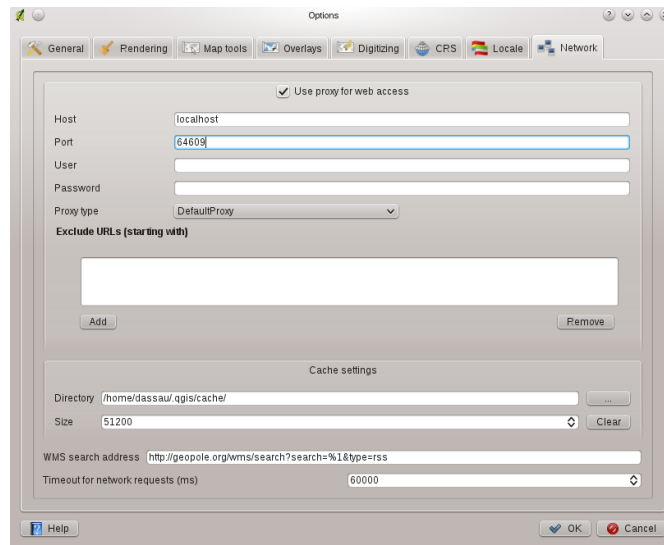 Options
General Rendering Map tools Overlays Digitizing CRS Locale Network
Use proxy for web access
Host localhost
Port 64609
User
Password
Proxy type DefaultProxy
Exclude URLs (starting with)
Add Remove
Cache settings
Directory /home/dassau/.qgis/cache/ ...
Size 51200 Clear
WMS search address http://geopole.org/wms/search?search=%1&type=rss
Timeout for network requests (ms) 60000
Help OK Cancel